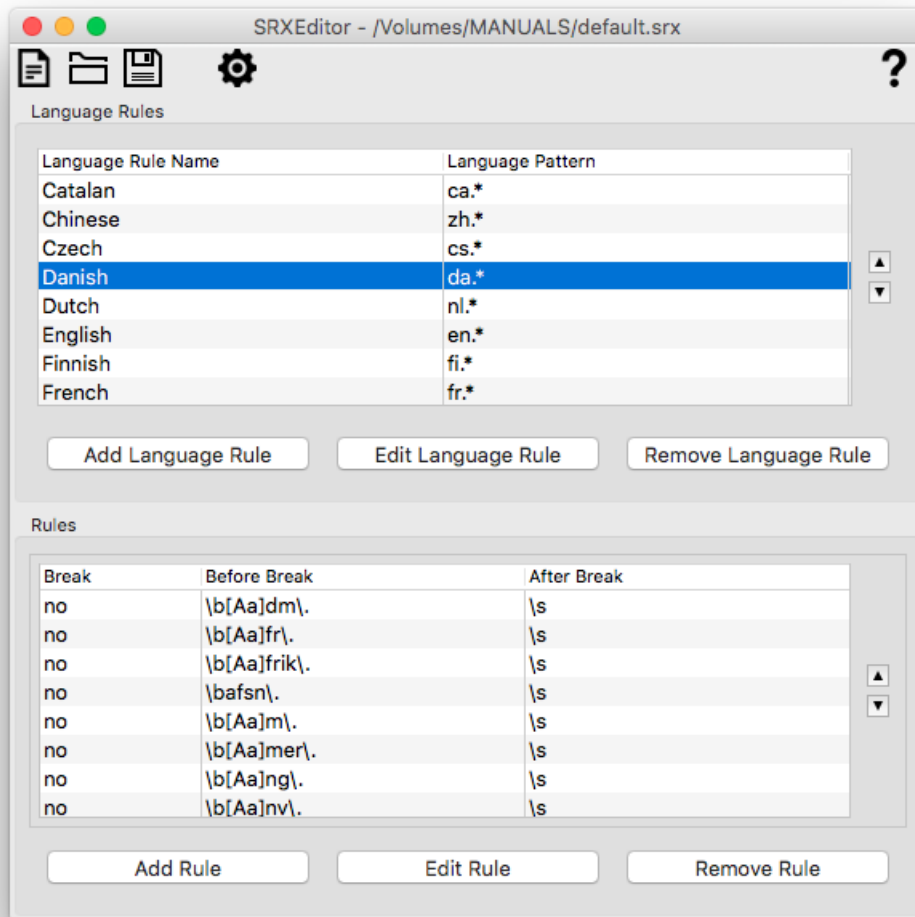 SRXEditor - /Volumes/MANUALS/default.srx
?
Language Rules
Language Rule Name Language Pattern
Catalan ca.*
Chinese zh.*
Czech cs.*
Danish da.*
Dutch nl.*
English en.*
Finnish fi.*
French fr.*
Add Language Rule Edit Language Rule Remove Language Rule
Rules
Break Before Break After Break
no \b[Aa]dm\. \s
no \b[Aa]fr\. \s
no \b[Aa]frik\. \s
no \bafsn\. \s
no \b[Aa]m\. \s
no \b[Aa]mer\. \s
no \b[Aa]ng\. \s
no \b[Aa]nv\. \s
Add Rule Edit Rule Remove Rule